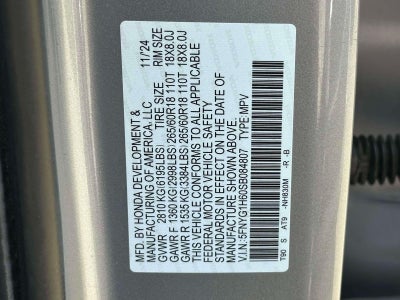 MFD. BY HONDA DEVELOPMENT & 11/24
MANUFACTURING OF AMERICA, LLC
GVWR 2810 KG(6195LBS) TIRE SIZE RIM SIZE
GAWR F 1360 KG(2998LBS) 265/60R18 110T 18X8.0J
GAWR R 1535 KG(3384LBS) 265/60R18 110T 18X8.0J
THIS VEHICLE CONFORMS TO ALL APPLICABLE
FEDERAL MOTOR VEHICLE SAFETY
STANDARDS IN EFFECT ON THE DATE OF
MANUFACTURE SHOWN ABOVE.
V.I.N.:5FNYG1H60SB084807 TYPE MPV
T90 S AT9 -NH830M -R -B